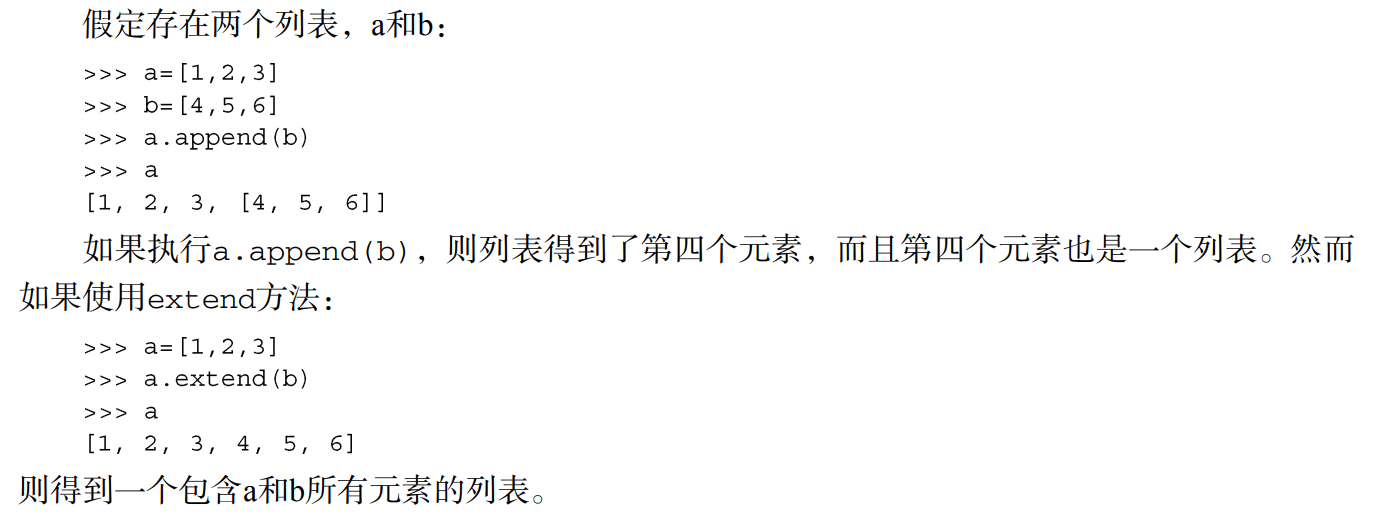 假定存在两个列表，a和b：
>>> a=[1,2,3]
>>> b=[4,5,6]
>>> a.append(b)
>>> a
[1, 2, 3, [4, 5, 6]]
如果执行a.append(b)，则列表得到了第四个元素，而且第四个元素也是一个列表。然而
如果使用extend方法：
>>> a=[1,2,3]
>>> a.extend(b)
>>> a
[1, 2, 3, 4, 5, 6]
则得到一个包含a和b所有元素的列表。